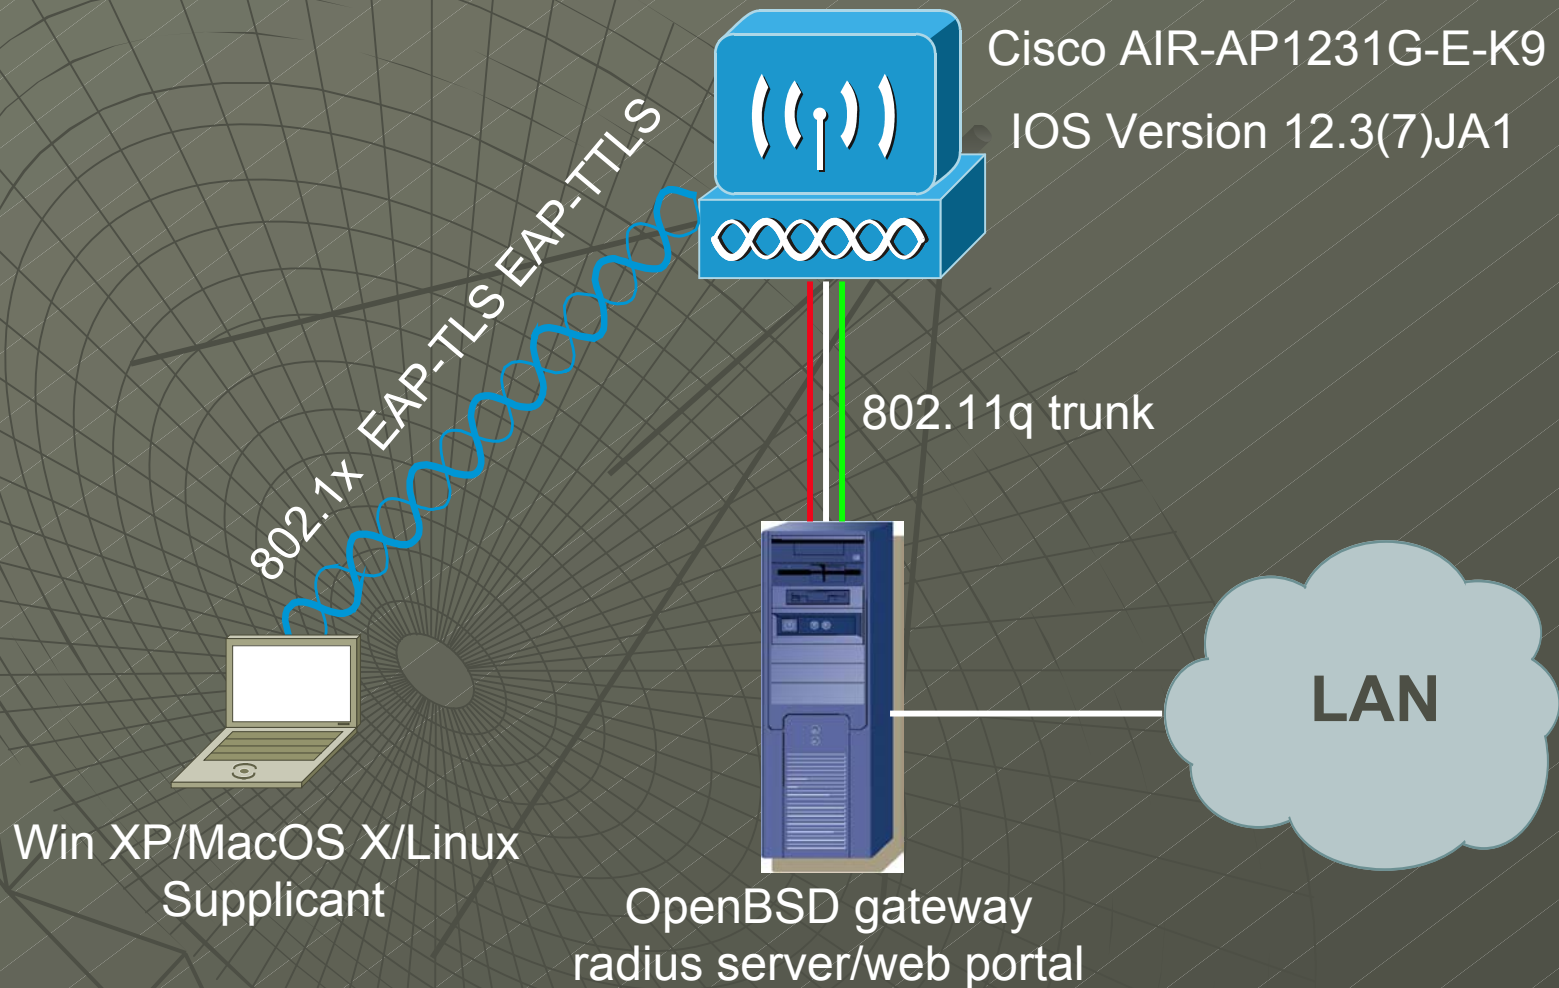 Cisco AIR-AP1231G-E-K9
IOS Version 12.3(7)JA1
802.1x EAP-TLS EAP-TTLS
802.11q trunk
LAN
Win XP/MacOS X/Linux
Supplicant
OpenBSD gateway
radius server/web portal